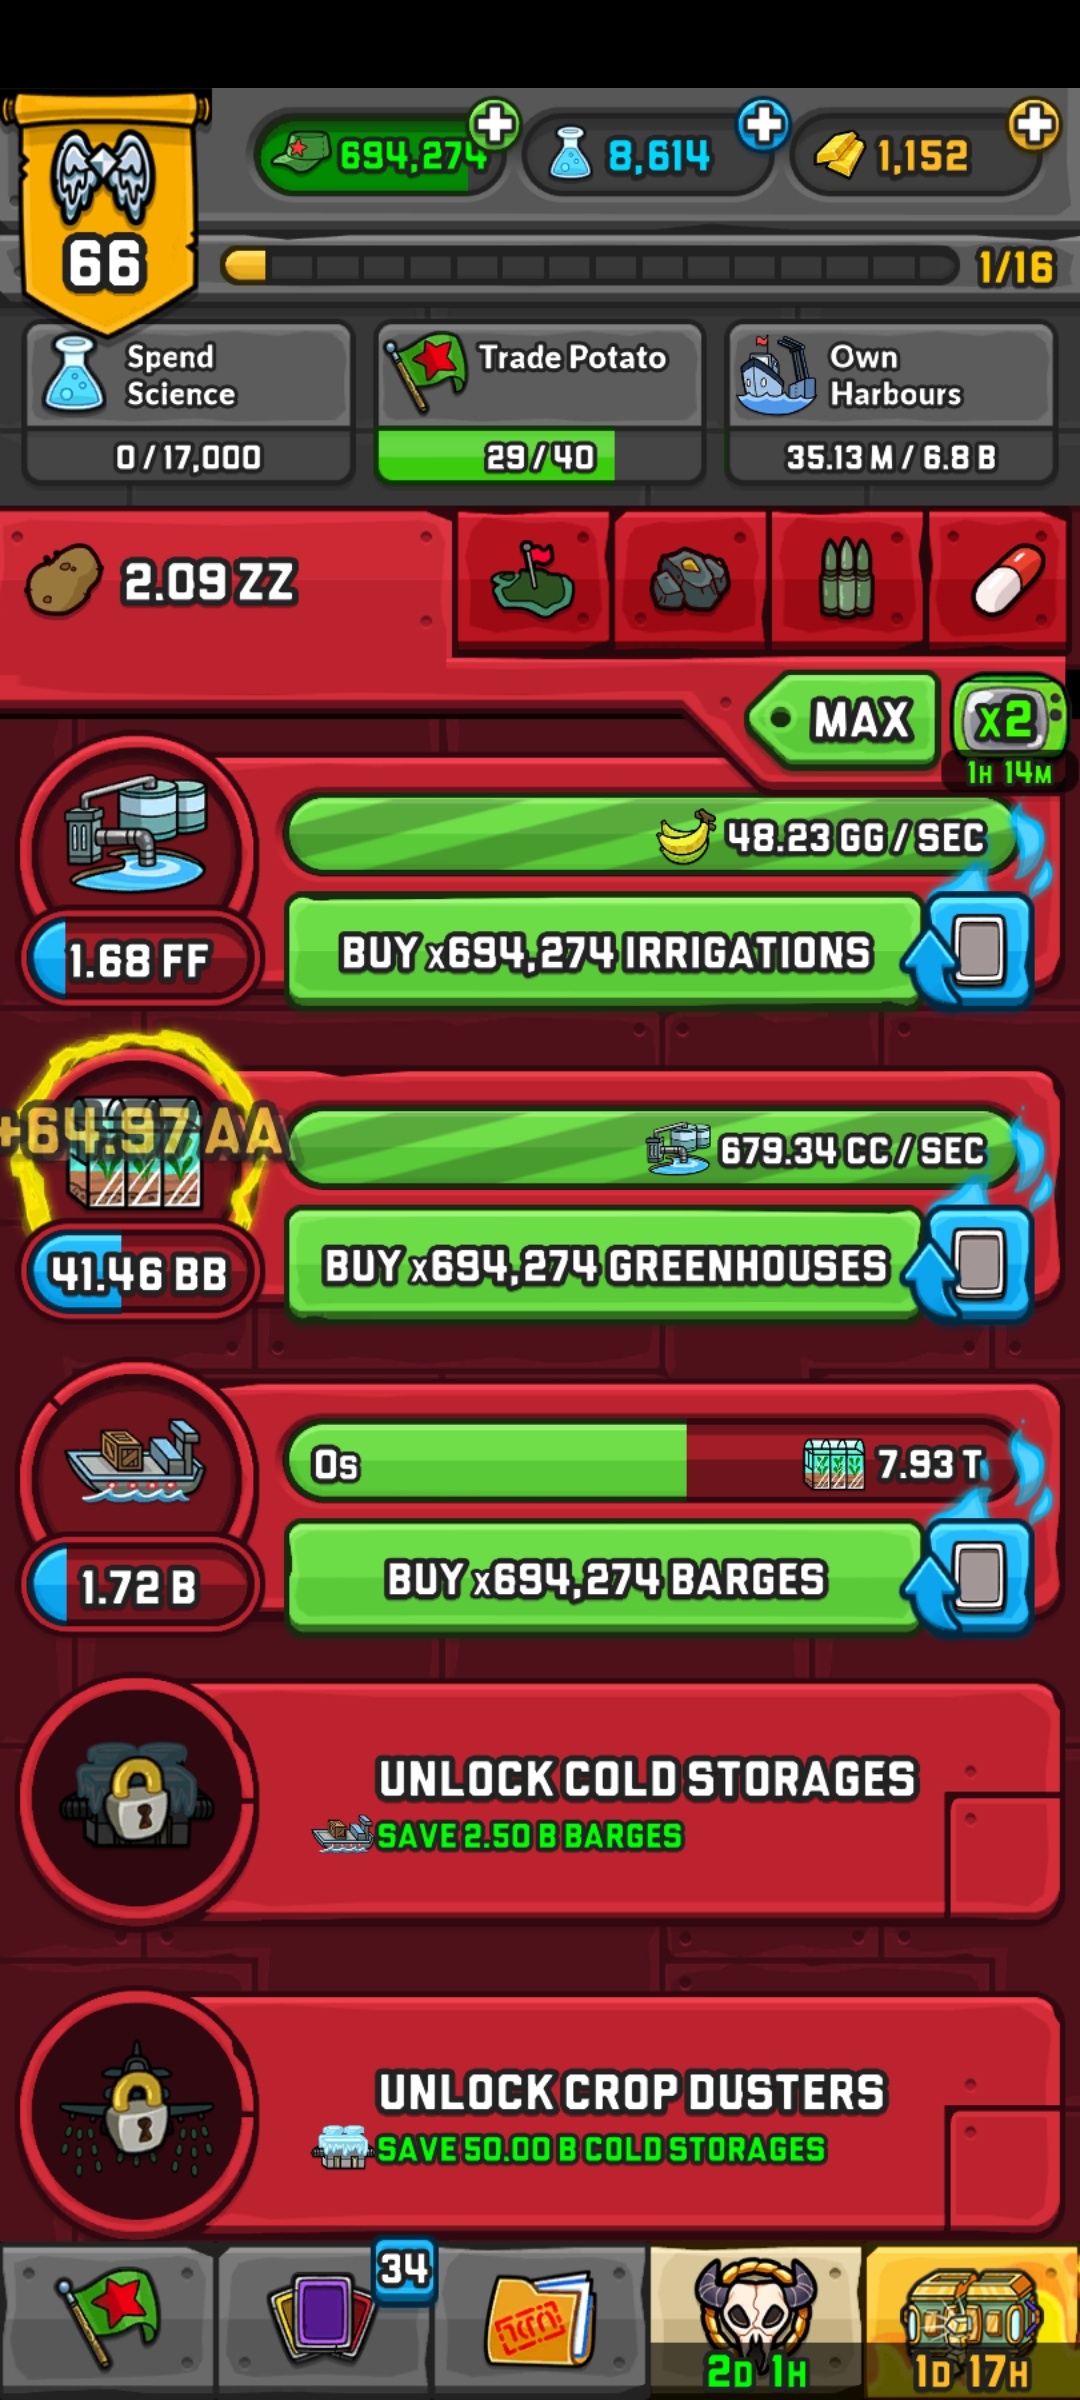 694,274
8,614
1,152
66
1/16
Spend
Science
0/17,000
Trade Potato
29/40
Own
Harbours
35.13 M / 6.8 B
2.09 ZZ
MAX
x2
1H 14M
48.23 GG / SEC
BUY x694,274 IRRIGATIONS
1.68 FF
+64.97 AA
679.34 CC / SEC
BUY x694,274 GREENHOUSES
41.46 BB
0s
7.93 T
BUY x694,274 BARGES
1.72 B
UNLOCK COLD STORAGES
SAVE 2.50 B BARGES
UNLOCK CROP DUSTERS
SAVE 50.00 B COLD STORAGES
34
2D 1H
1D 17H